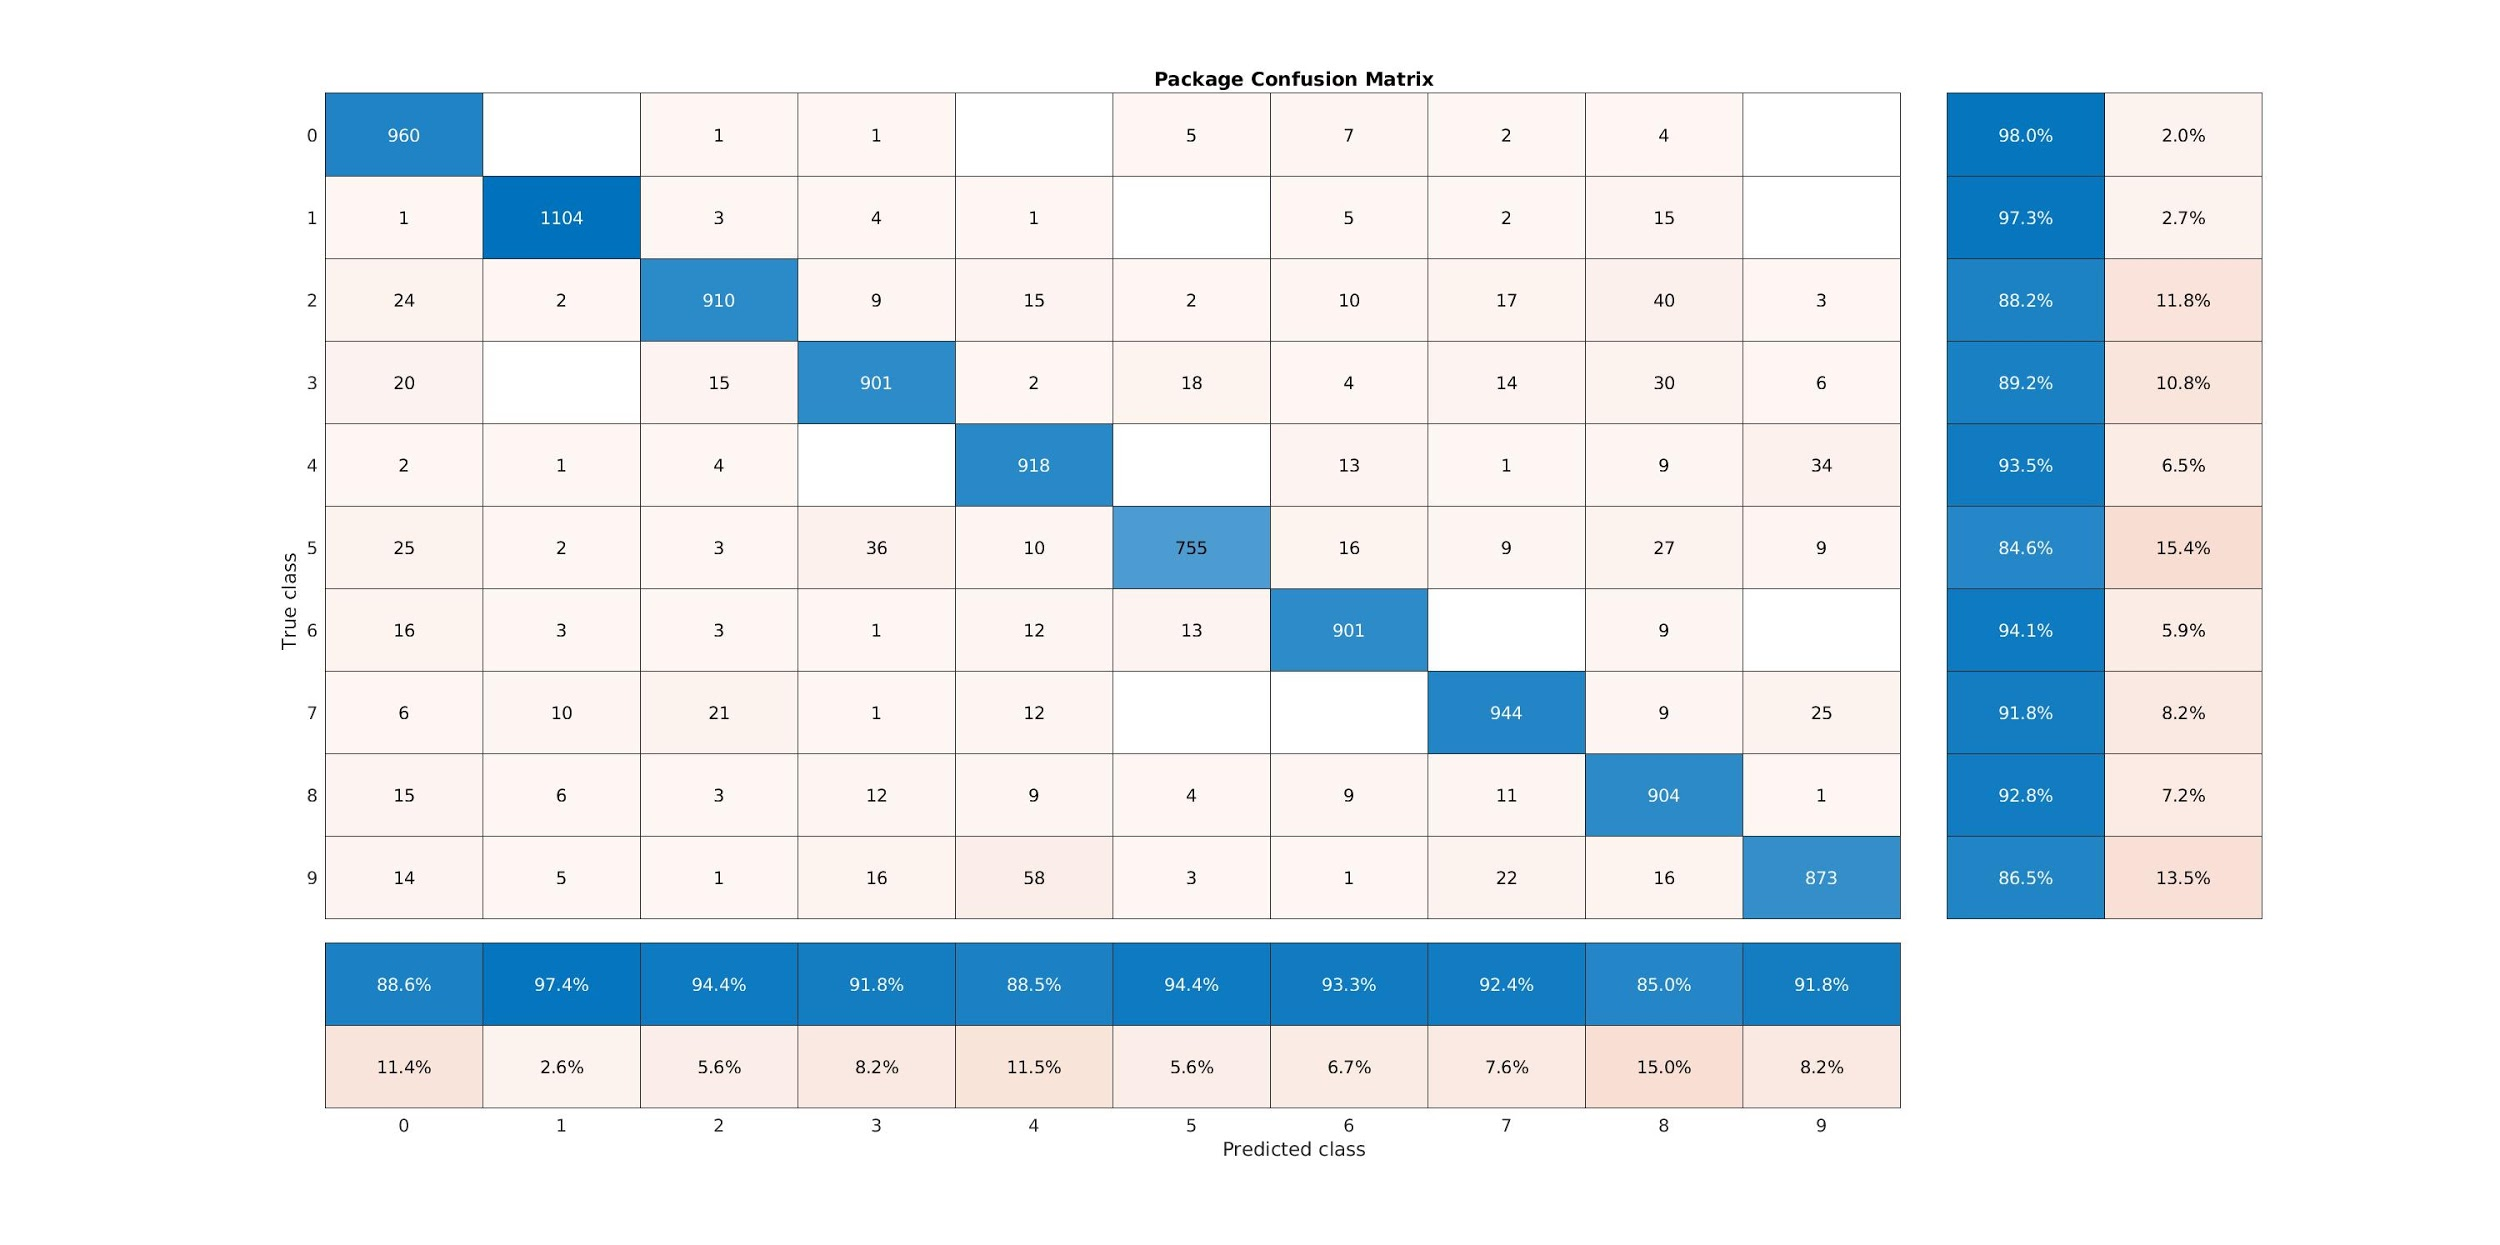 Package Confusion Matrix
0 960 1 1 5 7 2 4 98.0% 2.0%
1 1 1104 3 4 1 5 2 15 97.3% 2.7%
2 24 2 910 9 15 2 10 17 40 3 88.2% 11.8%
3 20 15 901 2 18 4 14 30 6 89.2% 10.8%
4 2 1 4 918 13 1 9 34 93.5% 6.5%
5 25 2 3 36 10 755 16 9 27 9 84.6% 15.4%
True class
6 16 3 3 1 12 13 901 9 94.1% 5.9%
7 6 10 21 1 12 944 9 25 91.8% 8.2%
8 15 6 3 12 9 4 9 11 904 1 92.8% 7.2%
9 14 5 1 16 58 3 1 22 16 873 86.5% 13.5%
88.6% 97.4% 94.4% 91.8% 88.5% 94.4% 93.3% 92.4% 85.0% 91.8%
11.4% 2.6% 5.6% 8.2% 11.5% 5.6% 6.7% 7.6% 15.0% 8.2%
0 1 2 3 4 5 6 7 8 9
Predicted class